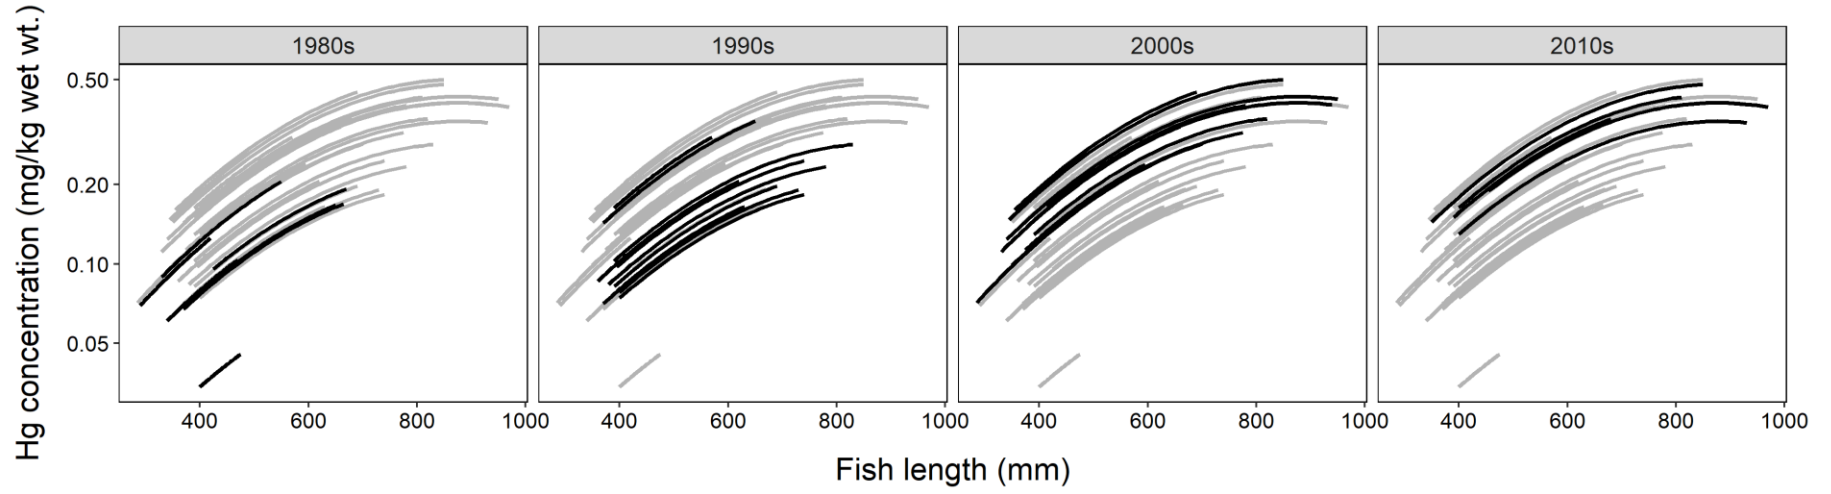 Hg concentration (mg/kg wet wt.)
1980s 1990s 2000s 2010s
0.50
0.20
0.10
0.05
400 600 800 1000 400 600 800 1000 400 600 800 1000 400 600 800 1000
Fish length (mm)